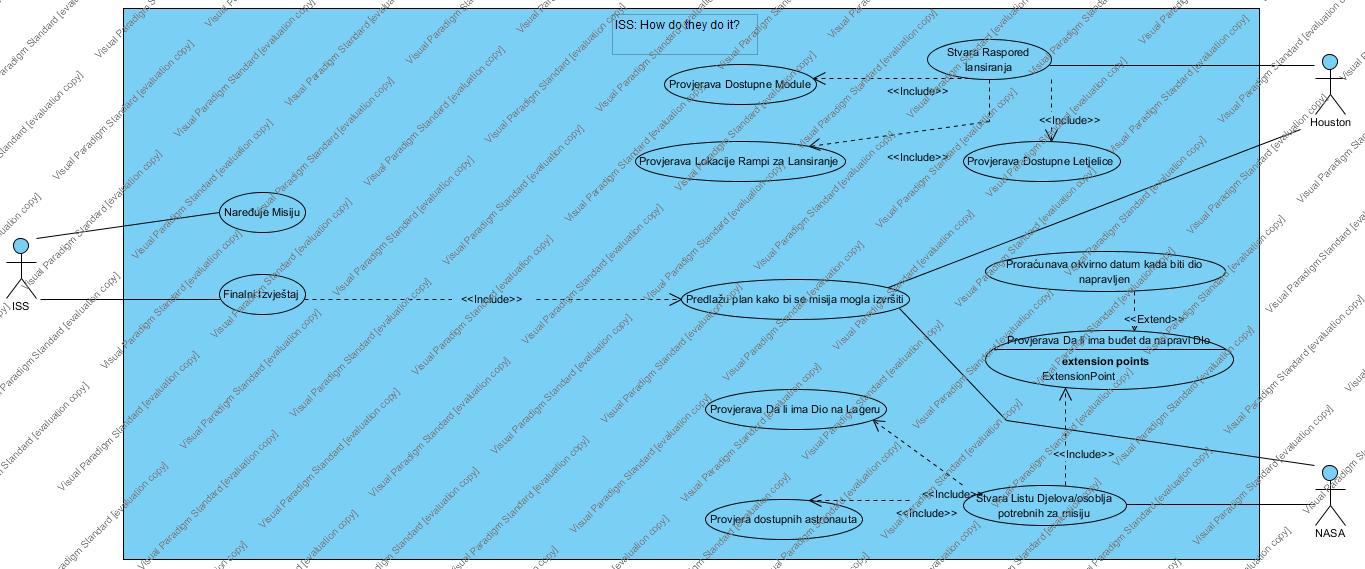 ISS: How do they do it?
Stvara Raspored
lansiranja
Provjerava Dostupne Module
<<Include>>
<<Include>>
Houston
Provjerava Lokacije Rampi za Lansiranje
<<Include>>
Provjerava Dostupne Letjelice
Naređuje Misiju
ISS
Finalni Izvještaj
<<Include>>
Predlažu plan kako bi se misija mogla izvršiti
Proračunava okvirno datum kada biti dio
napravljen
<<Extend>>
Provjerava Da li ima buđet da napravi DIo
extension points
ExtensionPoint
Provjerava Da li ima Dio na Lageru
<<Include>>
<<Include>>
<<Include>>
Stvara Listu Djelova/osoblja
potrebnih za misiju
Provjera dostupnih astronauta
NASA
Visual Paradigm Standard [evaluation copy]